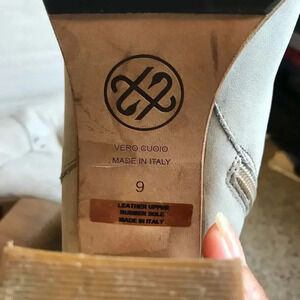 VERO CUOIO
MADE IN ITALY
9
LEATHER UPPER
RUBBER SOLE
MADE IN ITALY